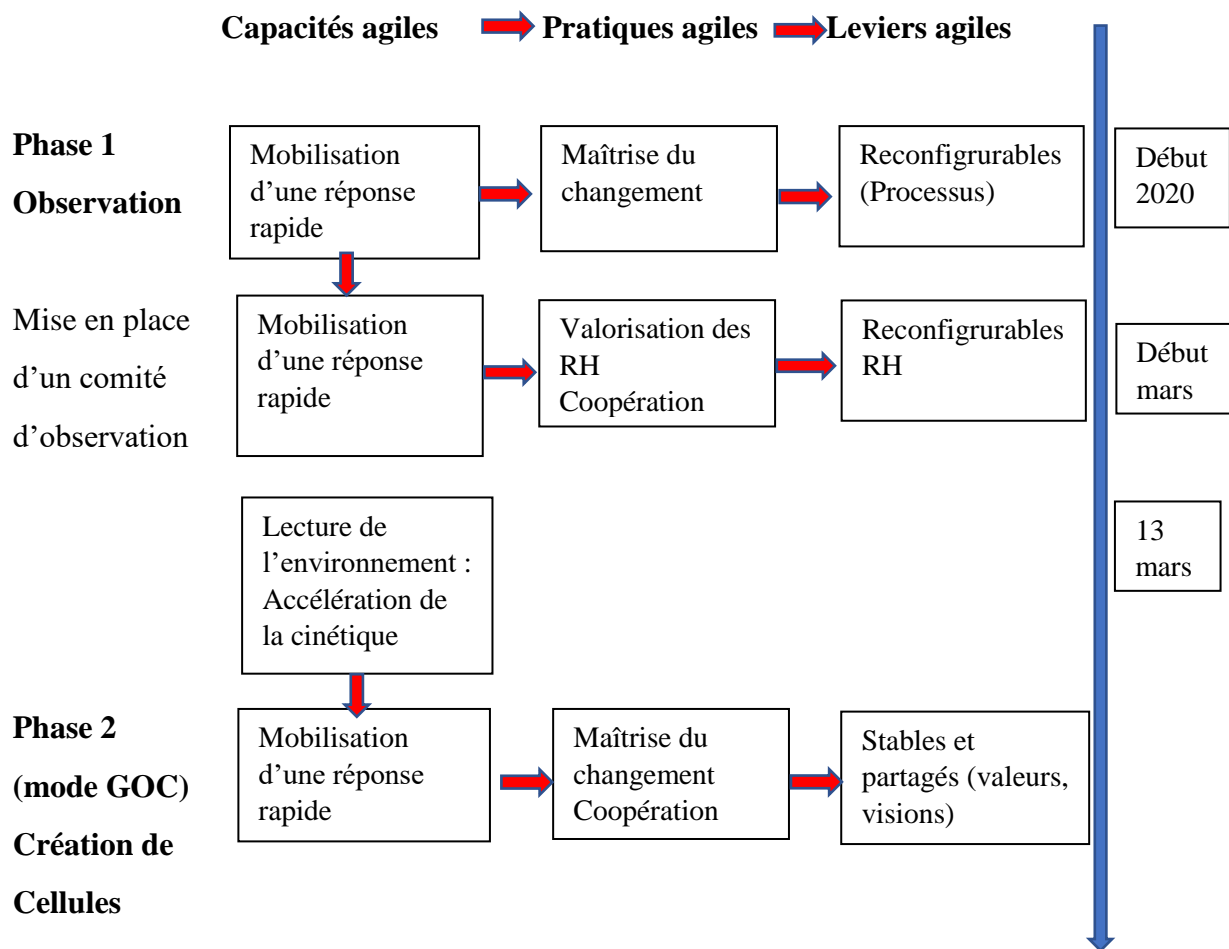 Capacités agiles Pratiques agiles Leviers agiles
Phase 1
Observation
Mobilisation
d’une réponse
rapide
Maîtrise du
changement
Reconfigrurables
(Processus)
Début
2020
Mise en place
d’un comité
d’observation
Mobilisation
d’une réponse
rapide
Valorisation des
RH
Coopération
Reconfigrurables
RH
Début
mars
Lecture de
l’environnement :
Accélération de
la cinétique
13
mars
Phase 2
(mode GOC)
Création de
Cellules
Mobilisation
d’une réponse
rapide
Maîtrise du
changement
Coopération
Stables et
partagés (valeurs,
visions)